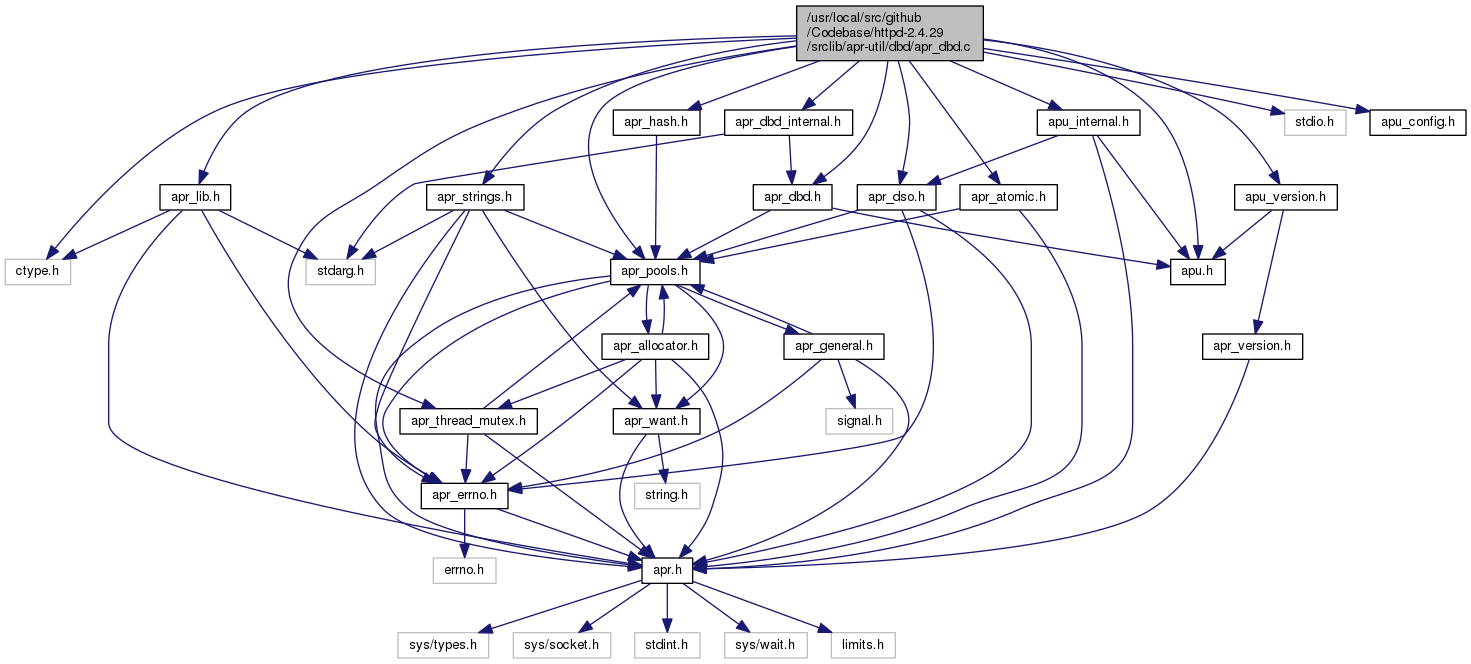 /usr/local/src/github
/Codebase/httpd-2.4.29
/srclib/apr-util/dbd/apr_dbd.c
apr_hash.h
apr_dbd_internal.h
apu_internal.h
stdio.h
apu_config.h
apr_lib.h
apr_strings.h
apr_dbd.h
apr_dso.h
apr_atomic.h
apu_version.h
ctype.h
stdarg.h
apr_pools.h
apu.h
apr_allocator.h
apr_general.h
apr_version.h
apr_thread_mutex.h
apr_want.h
signal.h
apr_errno.h
string.h
errno.h
apr.h
sys/types.h
sys/socket.h
stdint.h
sys/wait.h
limits.h